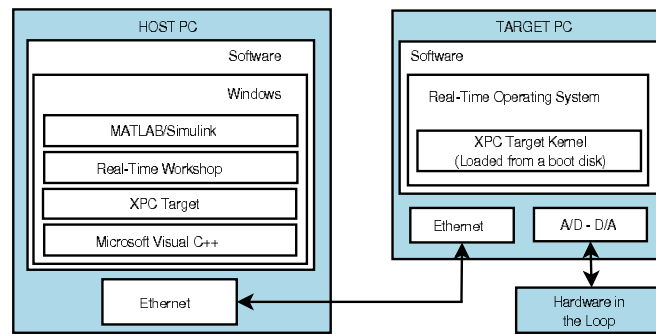 HOST PC
Software
Windows
MATLAB/Simulink
Real-Time Workshop
XPC Target
Microsoft Visual C++
Ethernet
TARGET PC
Software
Real-Time Operating System
XPC Target Kernel
(Loaded from a boot disk)
Ethernet
A/D - D/A
Hardware in
the Loop